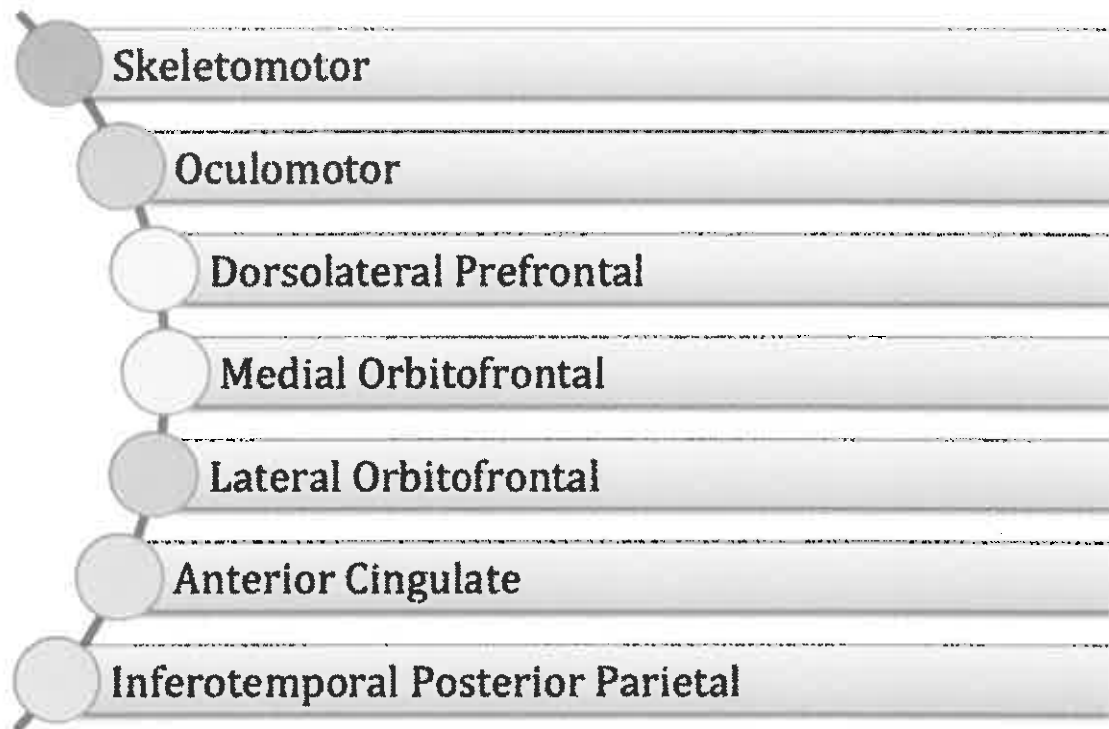 Skeletomotor
Oculomotor
Dorsolateral Prefrontal
Medial Orbitofrontal
Lateral Orbitofrontal
Anterior Cingulate
Inferotemporal Posterior Parietal